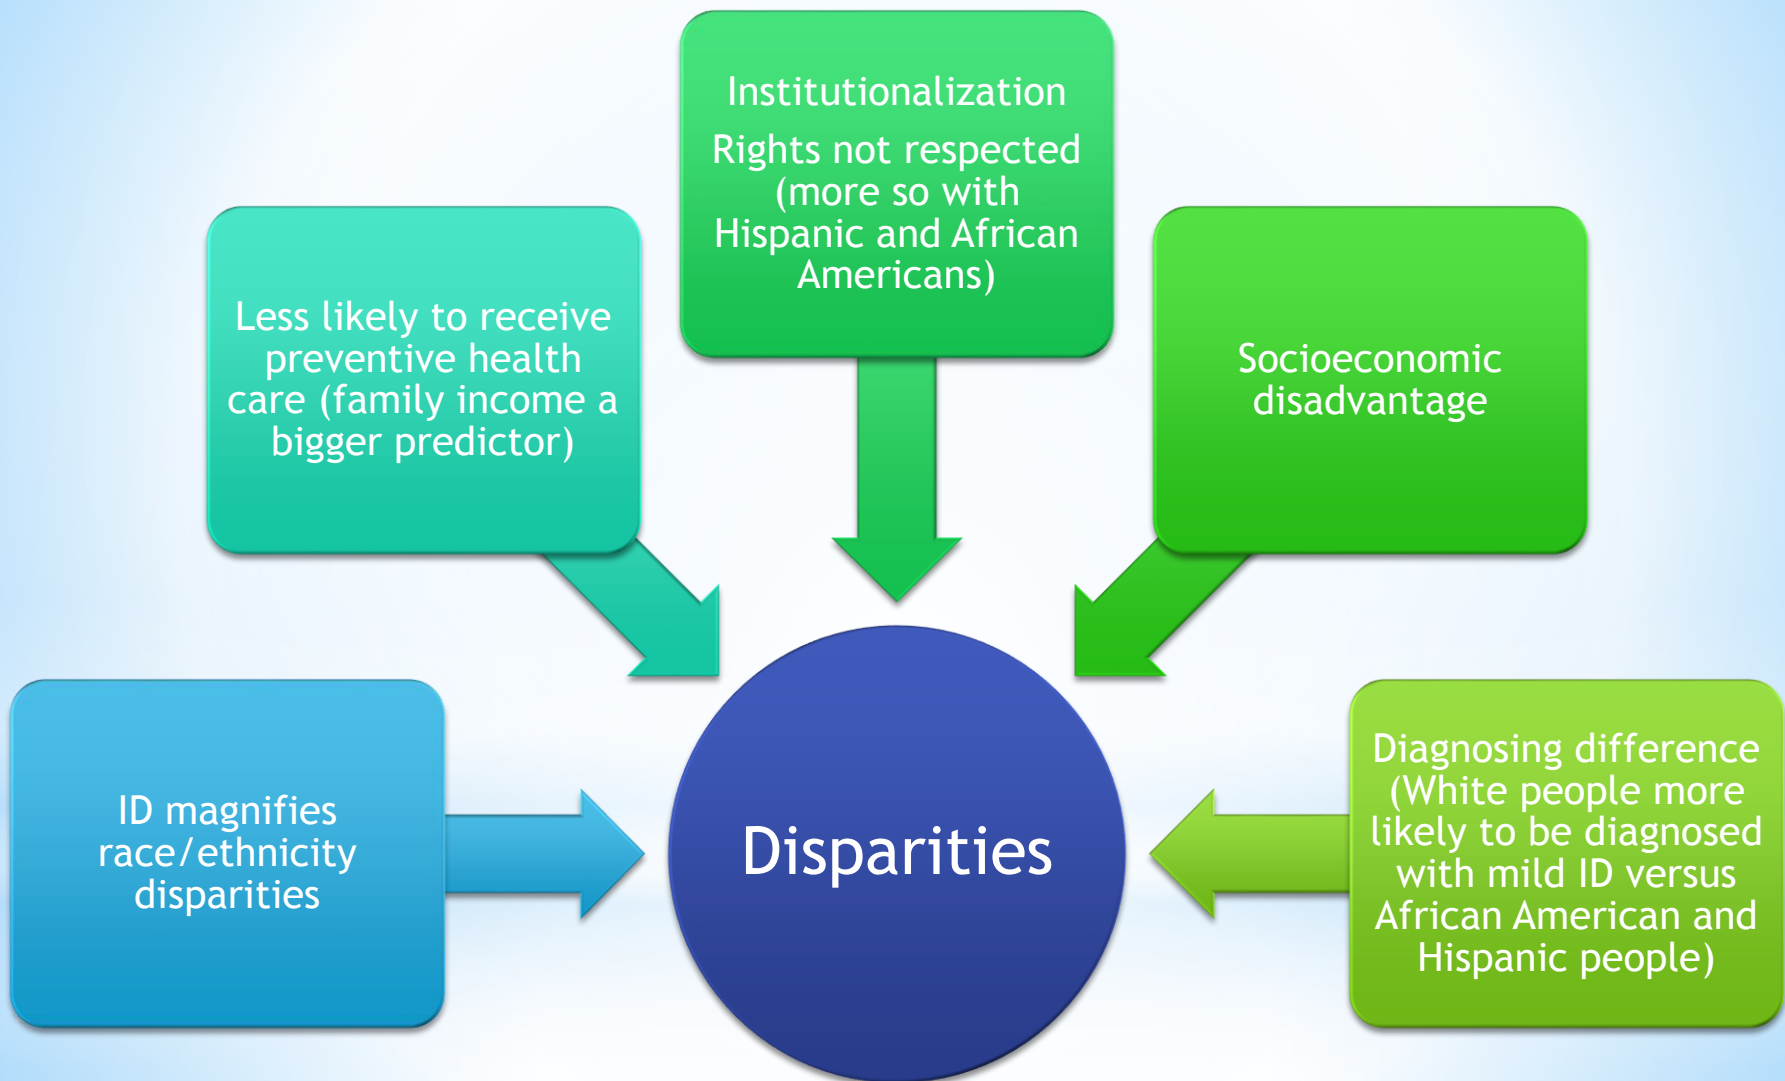 Institutionalization
Rights not respected
(more so with
Hispanic and African
Americans)
Less likely to receive
preventive health
care (family income a
bigger predictor)
Socioeconomic
disadvantage
ID magnifies
race/ethnicity
disparities
Disparities
Diagnosing difference
(White people more
likely to be diagnosed
with mild ID versus
African American and
Hispanic people)